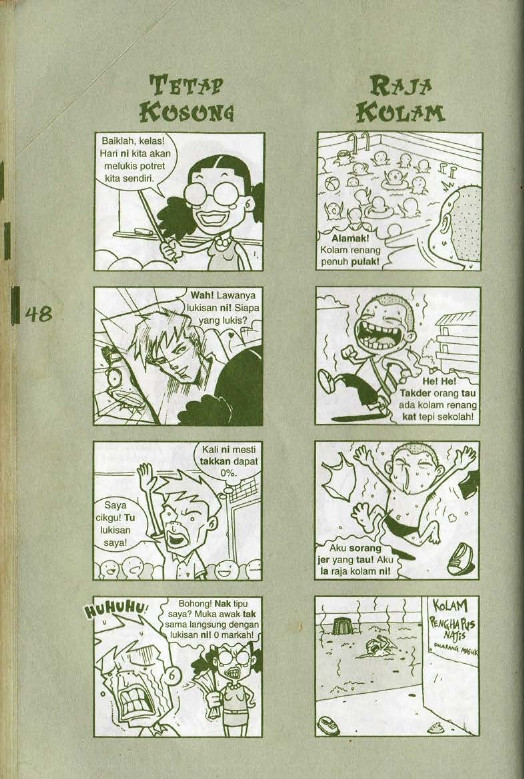 TETAP
KOSONG
Baiklah, kelas!
Hari ni kita akan
melukis potret
kita sendiri.
Wah! Lawanya
lukisan ni! Siapa
yang lukis?
Kali ni mesti
takkan dapat
0%.
Saya
cikgu! Tu
lukisan
saya!
HUHUHU!
Bohong! Nak tipu
saya? Muka awak tak
sama langsung dengan
lukisan ni! 0 markah!
RAJA
KOLAM
Alamak!
Kolam renang
penuh pulak!
He! He!
Takder orang tau
ada kolam renang
kat tepi sekolah!
Aku sorang
jer yang tau! Aku
la raja kolam ni!
KOLAM
PENGHAPUS
NATIS
DILARANG MASUK
48